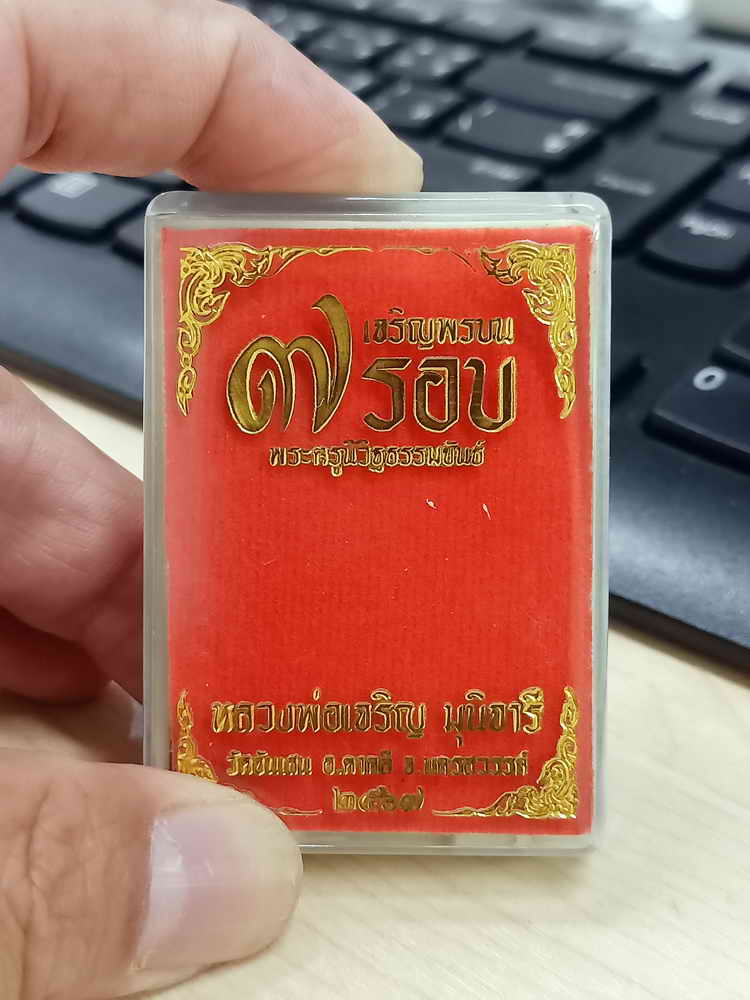 เจริญพรบน
๗ รอบ
พระครูนิวิฐธรรมขันธ์
หลวงพ่อเจริญ มุนิจารี
วัดจันเสน อ.ตาคลี จ.นครสวรรค์
๒๕๖๗